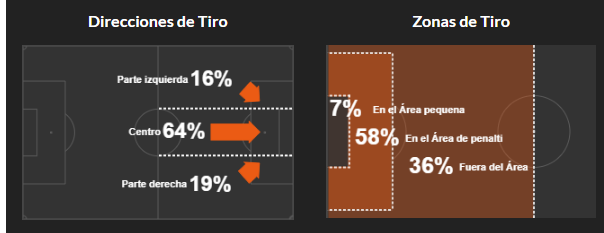 Direcciones de Tiro
Parte izquierda 16%
Centro 64%
Parte derecha 19%
Zonas de Tiro
7% En el Área pequena
58% En el Área de penalti
36% Fuera del Área